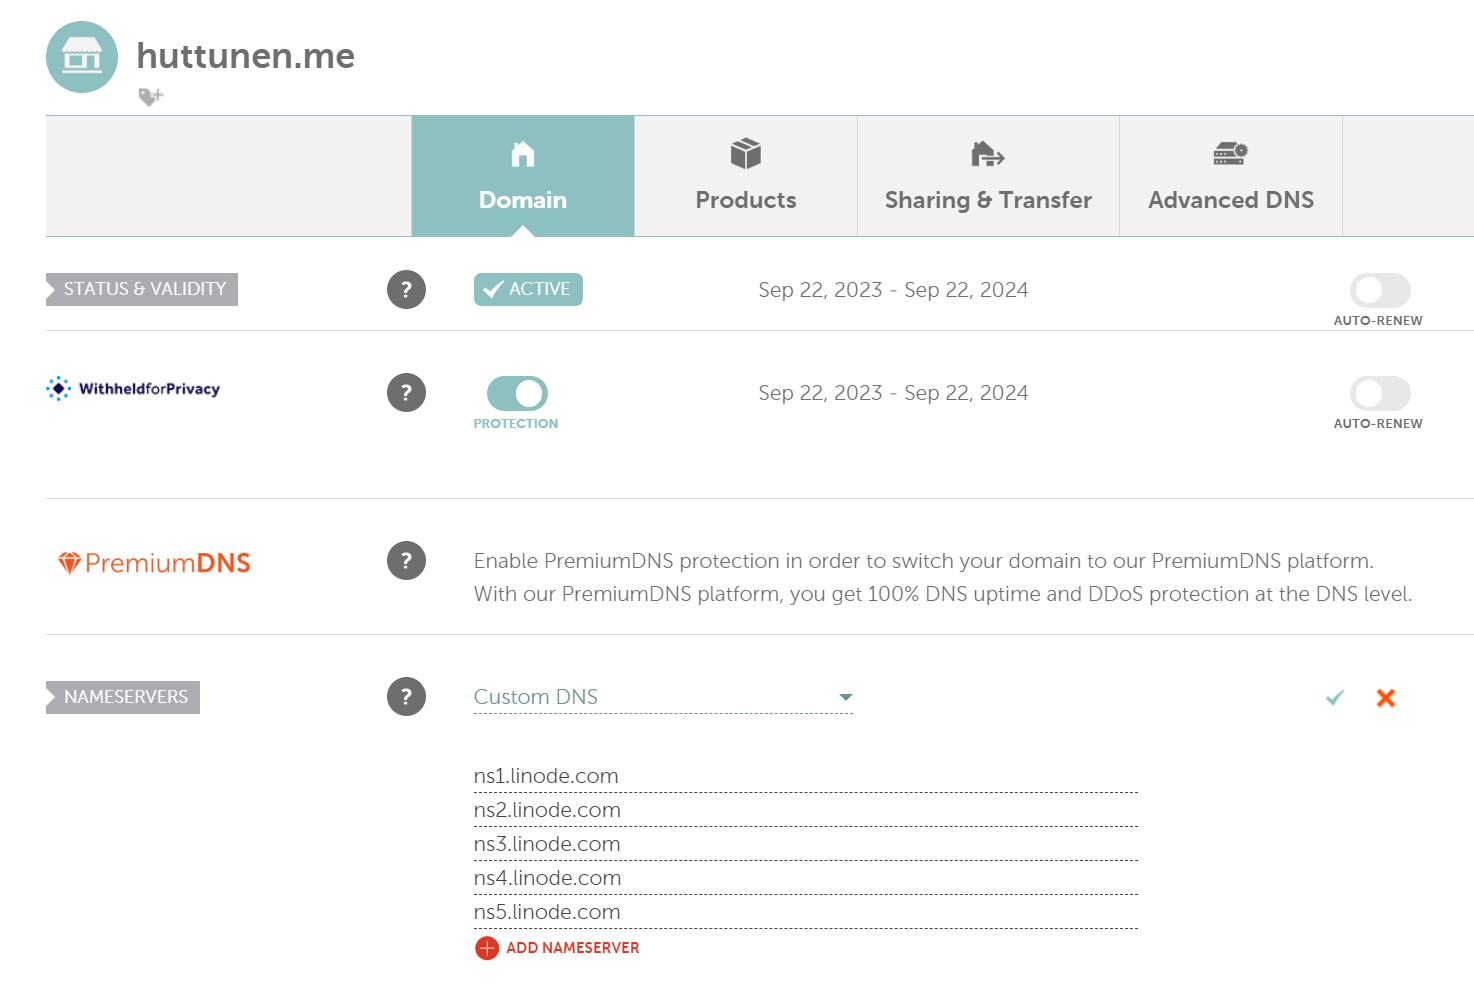 huttunen.me
Domain
Products
Sharing & Transfer
Advanced DNS
STATUS & VALIDITY
?
ACTIVE
Sep 22, 2023 - Sep 22, 2024
AUTO-RENEW
WithheldforPrivacy
?
PROTECTION
Sep 22, 2023 - Sep 22, 2024
AUTO-RENEW
PremiumDNS
?
Enable PremiumDNS protection in order to switch your domain to our PremiumDNS platform.
With our PremiumDNS platform, you get 100% DNS uptime and DDoS protection at the DNS level.
NAMESERVERS
?
Custom DNS
ns1.linode.com
ns2.linode.com
ns3.linode.com
ns4.linode.com
ns5.linode.com
ADD NAMESERVER